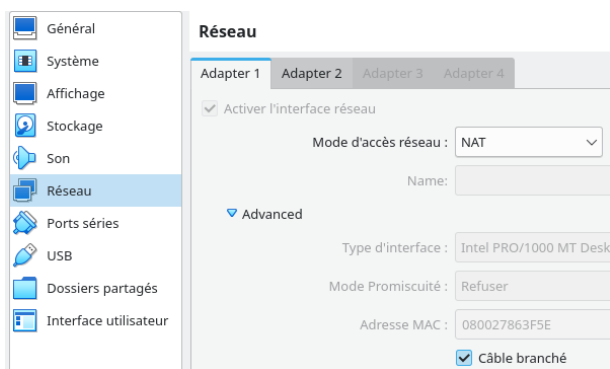 Général
Système
Affichage
Stockage
Son
Réseau
Ports séries
USB
Dossiers partagés
Interface utilisateur
Réseau
Adapter 1 Adapter 2 Adapter 3 Adapter 4
Activer l'interface réseau
Mode d'accès réseau : NAT
Name:
Advanced
Type d'interface : Intel PRO/1000 MT Desk
Mode Promiscuité : Refuser
Adresse MAC : 080027863F5E
Câble branché